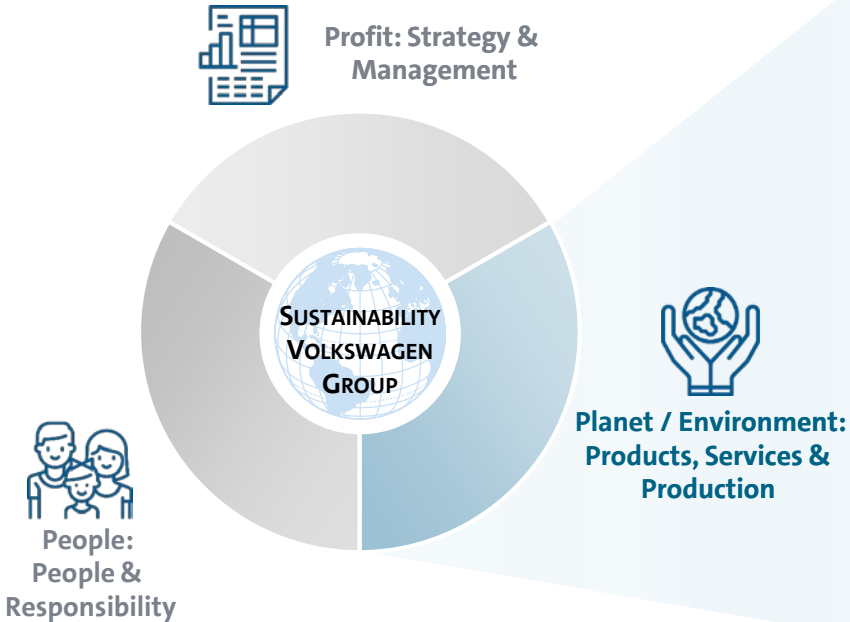 Profit: Strategy &
Management
SUSTAINABILITY
VOLKSWAGEN
GROUP
Planet / Environment:
Products, Services &
Production
People:
People &
Responsibility